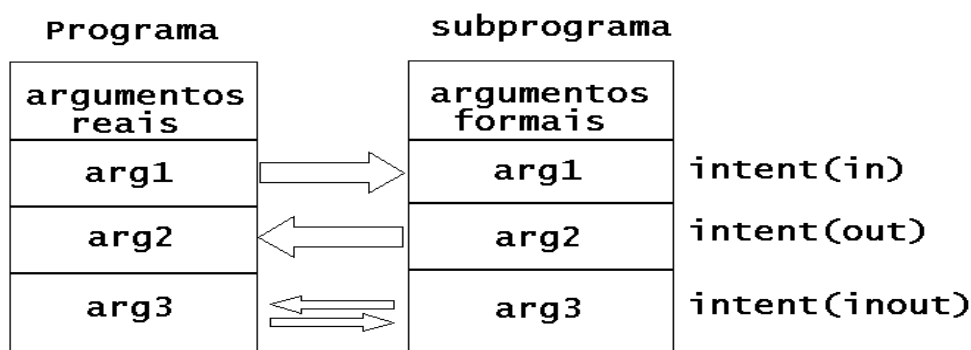 Programa
subprograma
argumentos
reais
argumentos
formais
arg1
arg1
intent(in)
arg2
arg2
intent(out)
arg3
arg3
intent(inout)